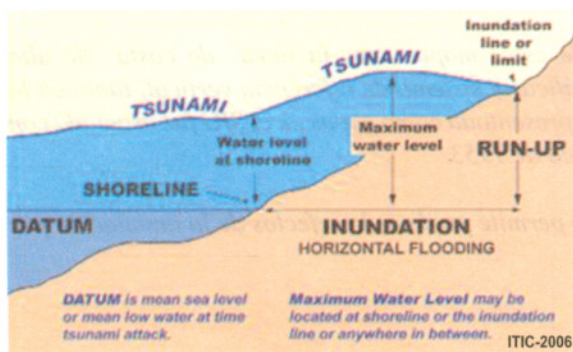 Inundation
line or
limit
TSUNAMI
TSUNAMI
Water level
at shoreline
Maximum
water level
RUN-UP
SHORELINE
DATUM
INUNDATION
HORIZONTAL FLOODING
DATUM is mean sea level
or mean low water at time
tsunami attack.
Maximum Water Level may be
located at shoreline or the inundation
line or anywhere in between.
ITIC-2006